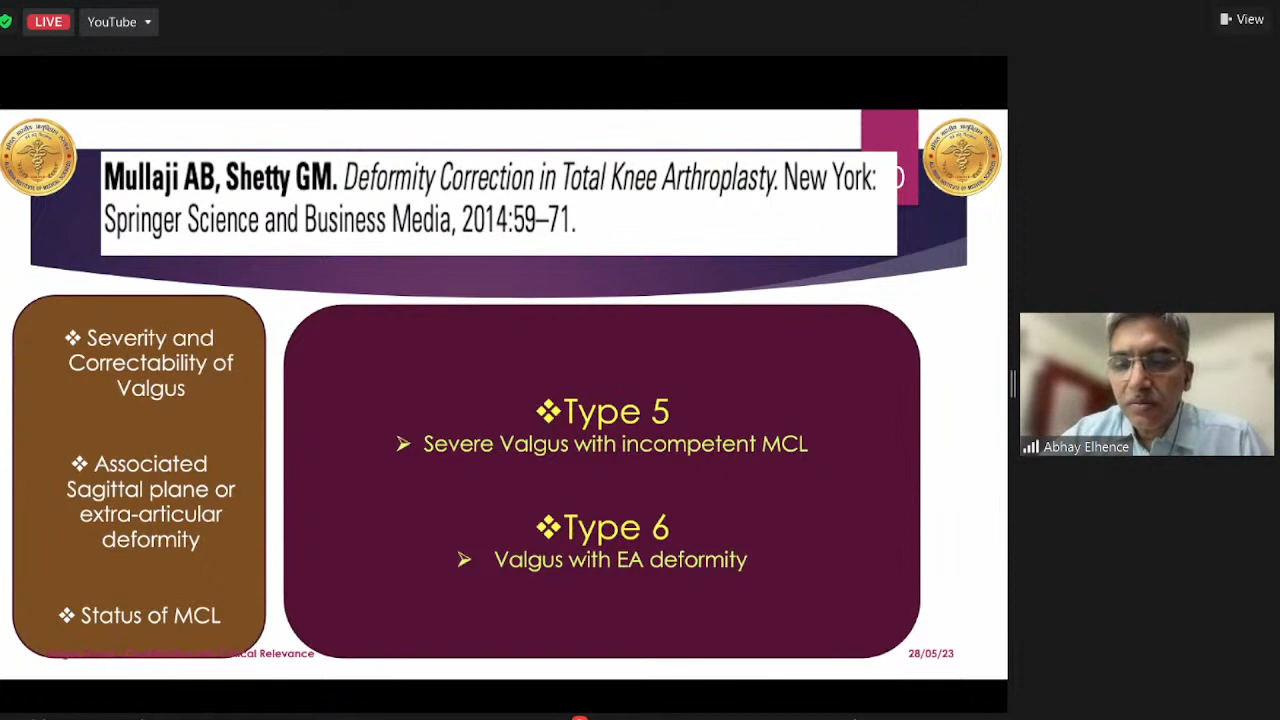 LIVE
YouTube
View
Mullaji AB, Shetty GM. Deformity Correction in Total Knee Arthroplasty. New York:
Springer Science and Business Media, 2014:59–71.
0
❖ Severity and
Correctability of
Valgus
❖ Associated
Sagittal plane or
extra-articular
deformity
❖ Status of MCL
❖Type 5
➢ Severe Valgus with incompetent MCL
❖Type 6
➢ Valgus with EA deformity
Relevance
28/05/23
Abhay Elhence